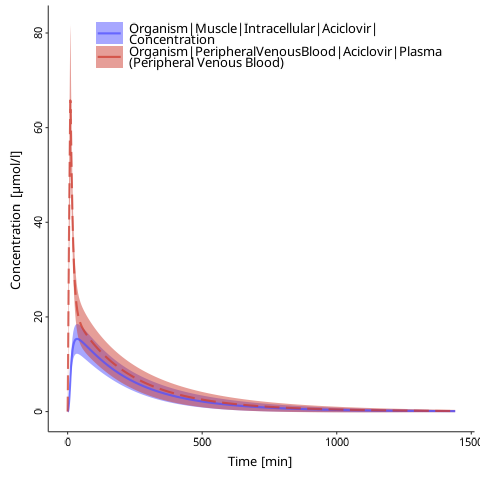 Organism|Muscle|Intracellular|Aciclovir|
Concentration
Organism|PeripheralVenousBlood|Aciclovir|Plasma
(Peripheral Venous Blood)
80
60
40
20
0
Concentration [µmol/l]
0 500 1000 1500
Time [min]